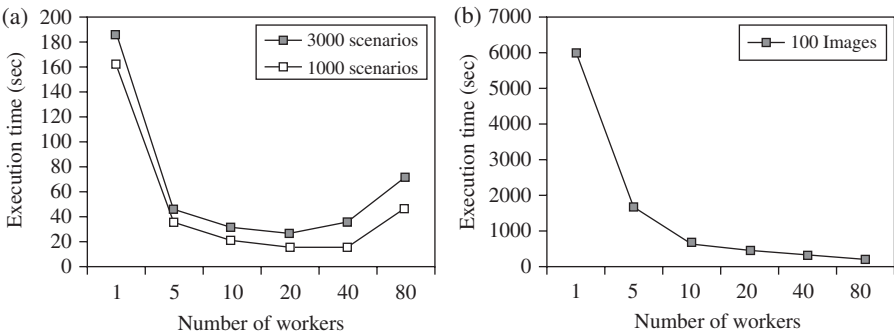 (a)
Execution time (sec)
200
180
160
140
120
100
80
60
40
20
0
3000 scenarios
1000 scenarios
1 5 10 20 40 80
Number of workers
(b)
Execution time (sec)
7000
6000
5000
4000
3000
2000
1000
0
100 Images
1 5 10 20 40 80
Number of workers